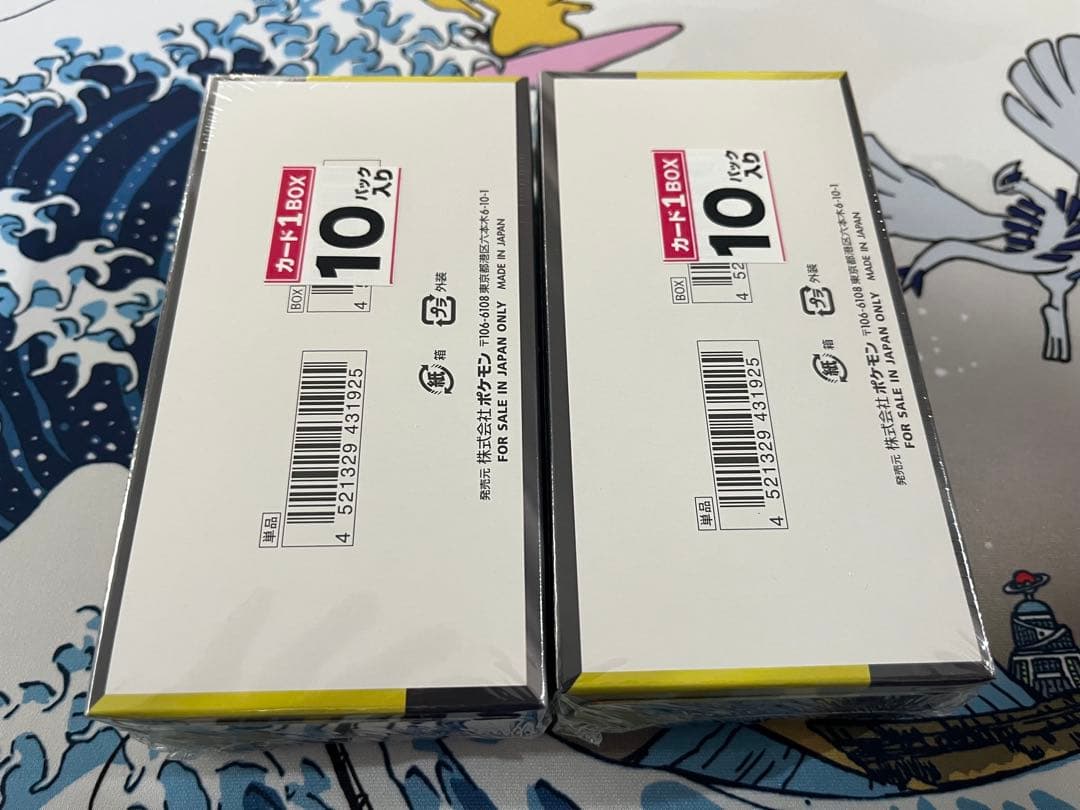 カード1BOX
10パック入り
BOX
4 5
単品
4 521329 431925
紙 箱
プラ 外装
発売元 株式会社ポケモン 〒106-6108 東京都港区六本木6-10-1
FOR SALE IN JAPAN ONLY MADE IN JAPAN
カード1BOX
10パック入り
BOX
4 52
単品
4 521329 431925
紙 箱
プラ 外装
発売元 株式会社ポケモン 〒106-6108 東京都港区六本木6-10-1
FOR SALE IN JAPAN ONLY MADE IN JAPAN